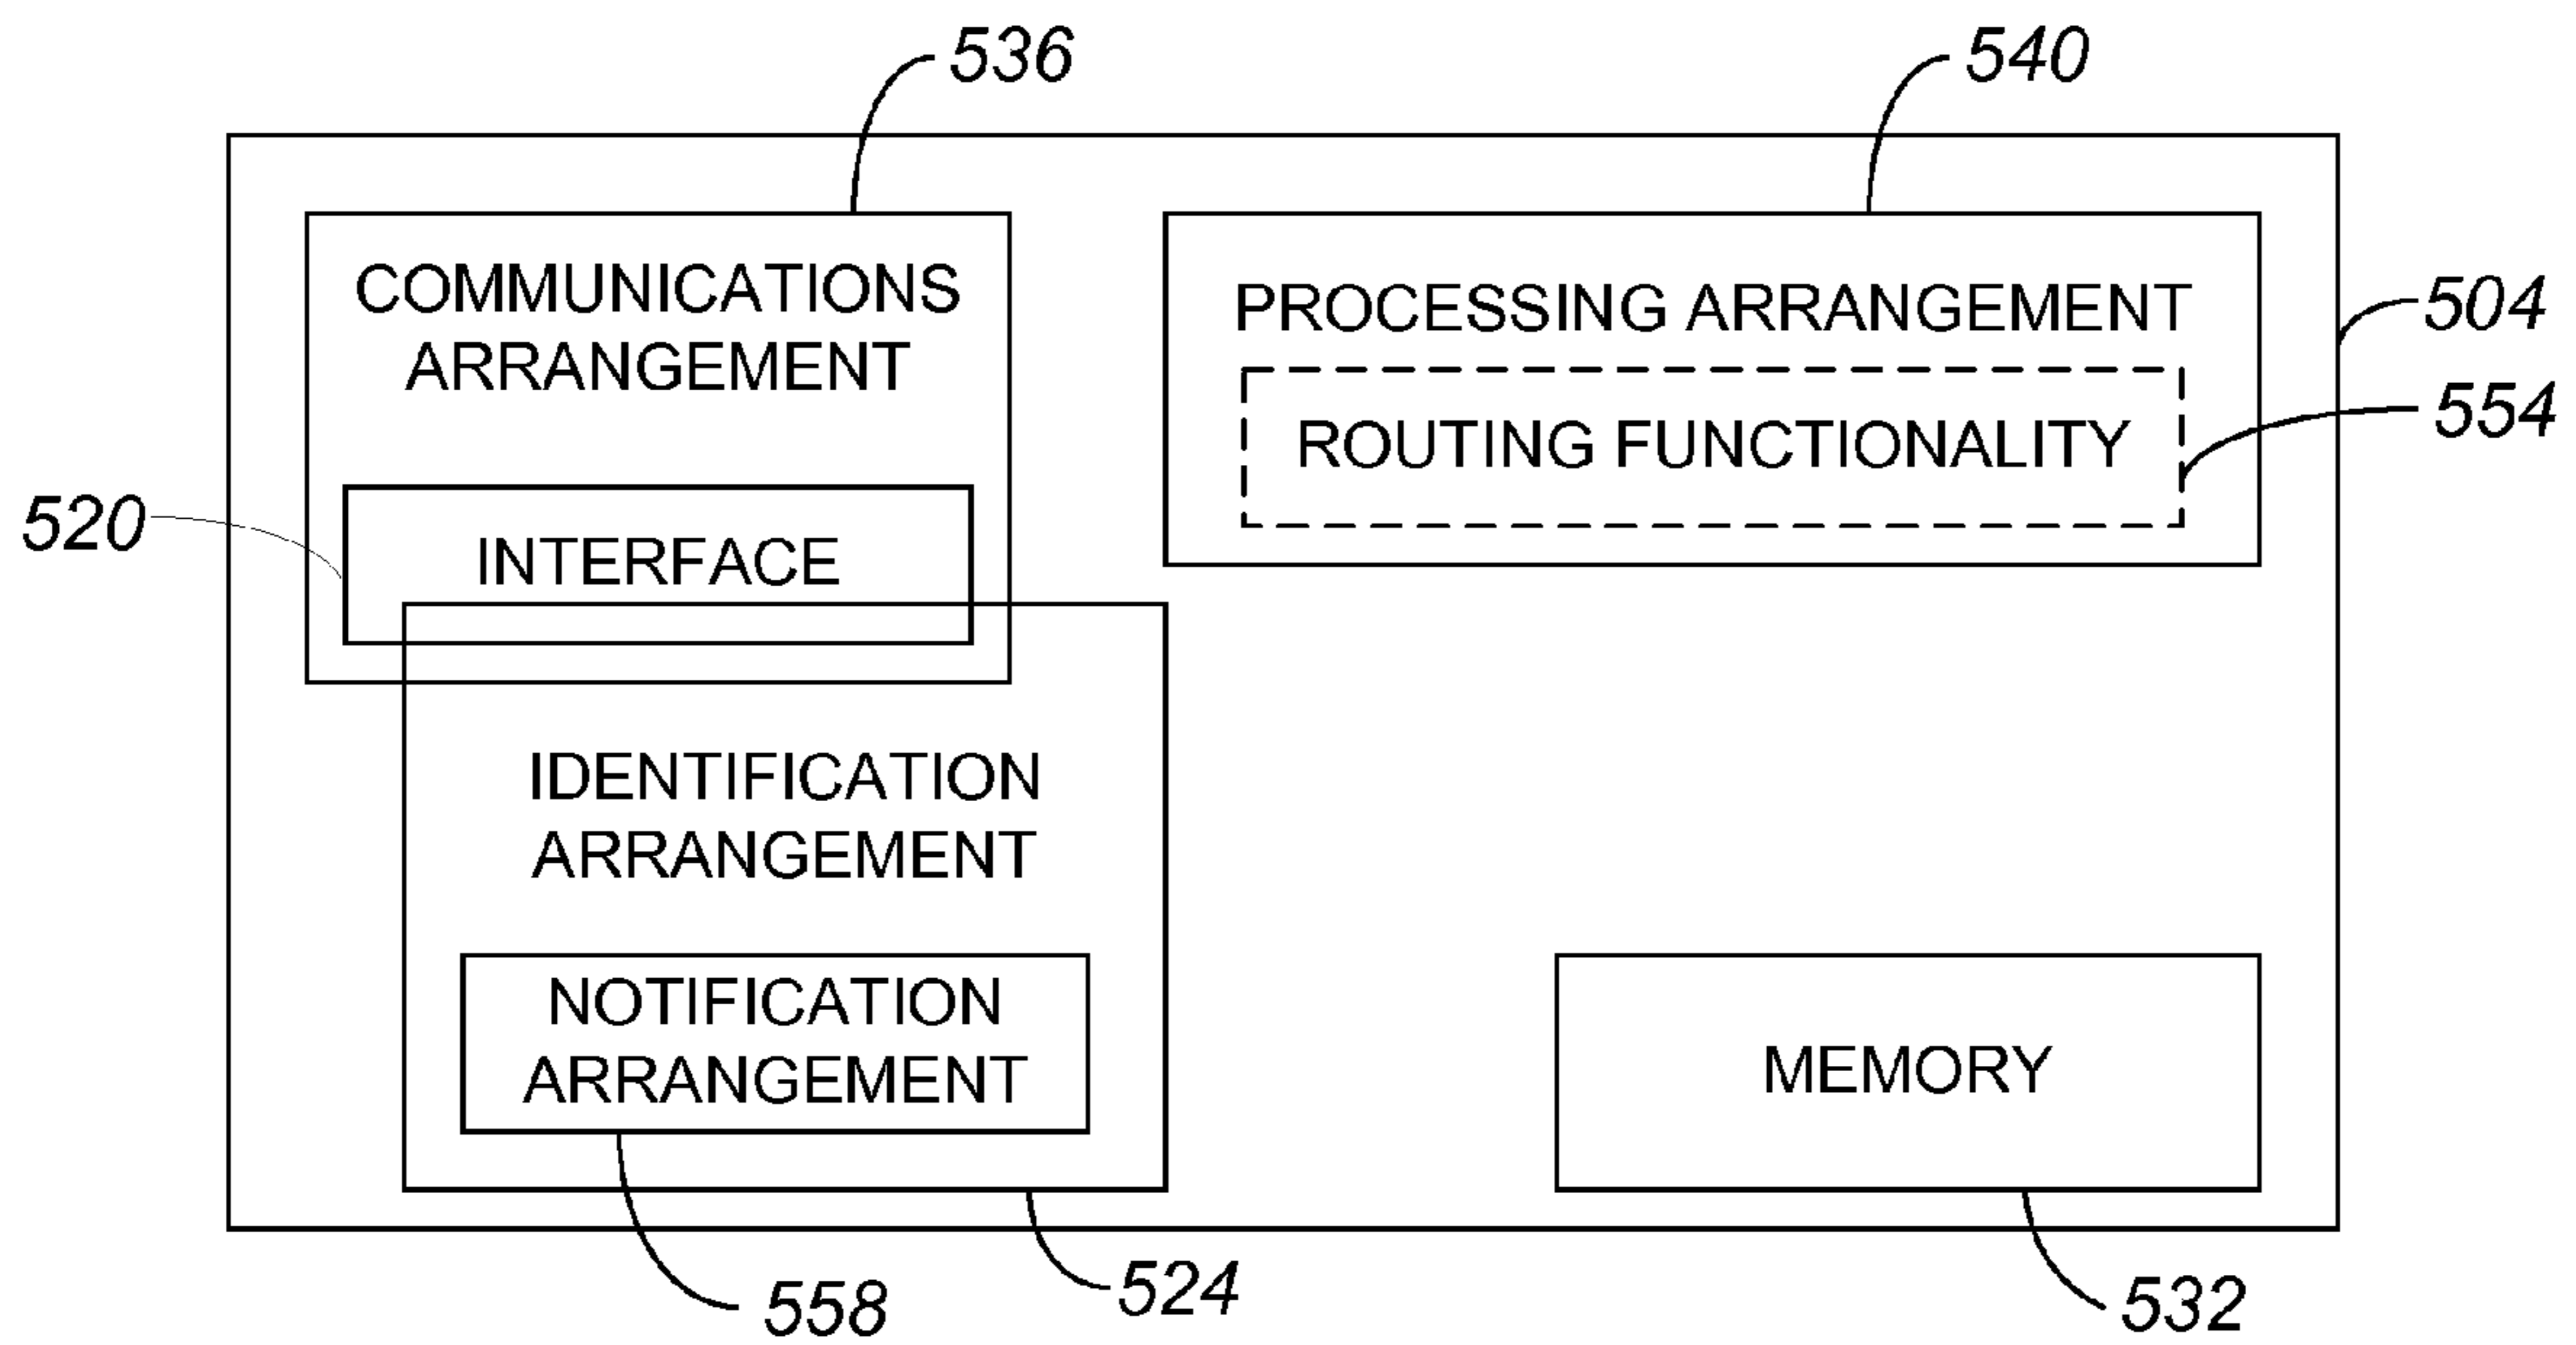 536
540
COMMUNICATIONS
ARRANGEMENT
PROCESSING ARRANGEMENT
504
554
ROUTING FUNCTIONALITY
520
INTERFACE
IDENTIFICATION
ARRANGEMENT
NOTIFICATION
ARRANGEMENT
MEMORY
558
524
532